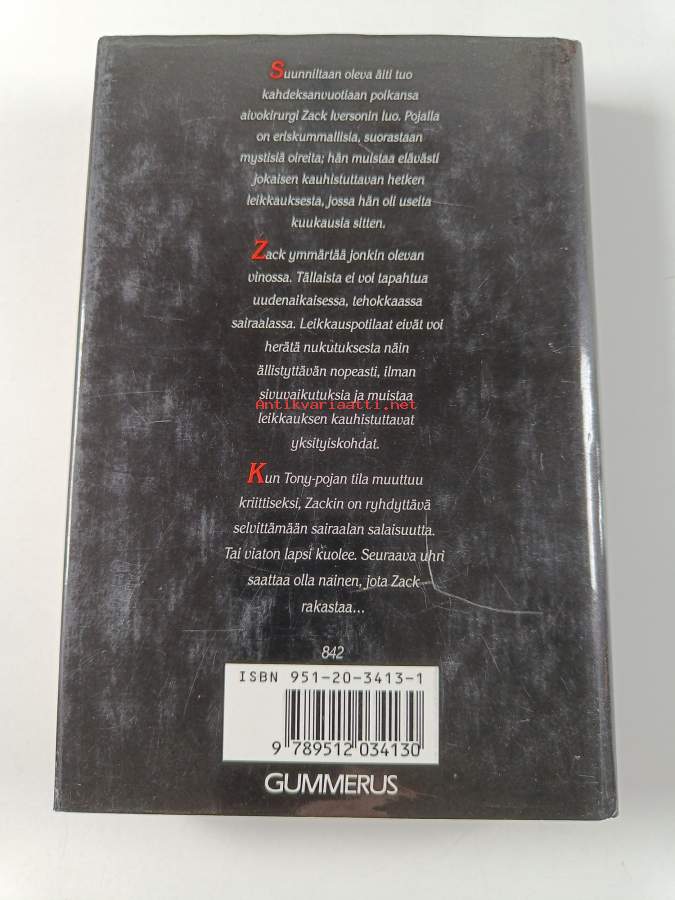 Suunniltaan oleva äiti tuo
kahdeksanvuotiaan poikansa
aivokirurgi Zack Iversonin luo. Pojalla
on eriskummallisia, suorastaan
mystisiä oireita; hän muistaa elävästi
jokaisen kauhistuttavan hetken
leikkauksesta, jossa hän oli useita
kuukausia sitten.
Zack ymmärtää jonkin olevan
vinossa. Tällaista ei voi tapahtua
uudenaikaisessa, tehokkaassa
sairaalassa. Leikkauspotilaat eivät voi
herätä nukutuksesta näin
ällistyttävän nopeasti, ilman
sivuvaikutuksia ja muistaa
Antikvariaatti.net
leikkauksen kauhistuttavat
yksityiskohdat.
Kun Tony-pojan tila muuttuu
kriittiseksi, Zackin on ryhdyttävä
selvittämään sairaalan salaisuutta.
Tai viaton lapsi kuolee. Seuraava uhri
saattaa olla nainen, jota Zack
rakastaa...
842
ISBN 951-20-3413-1
9 789512 034130
GUMMERUS